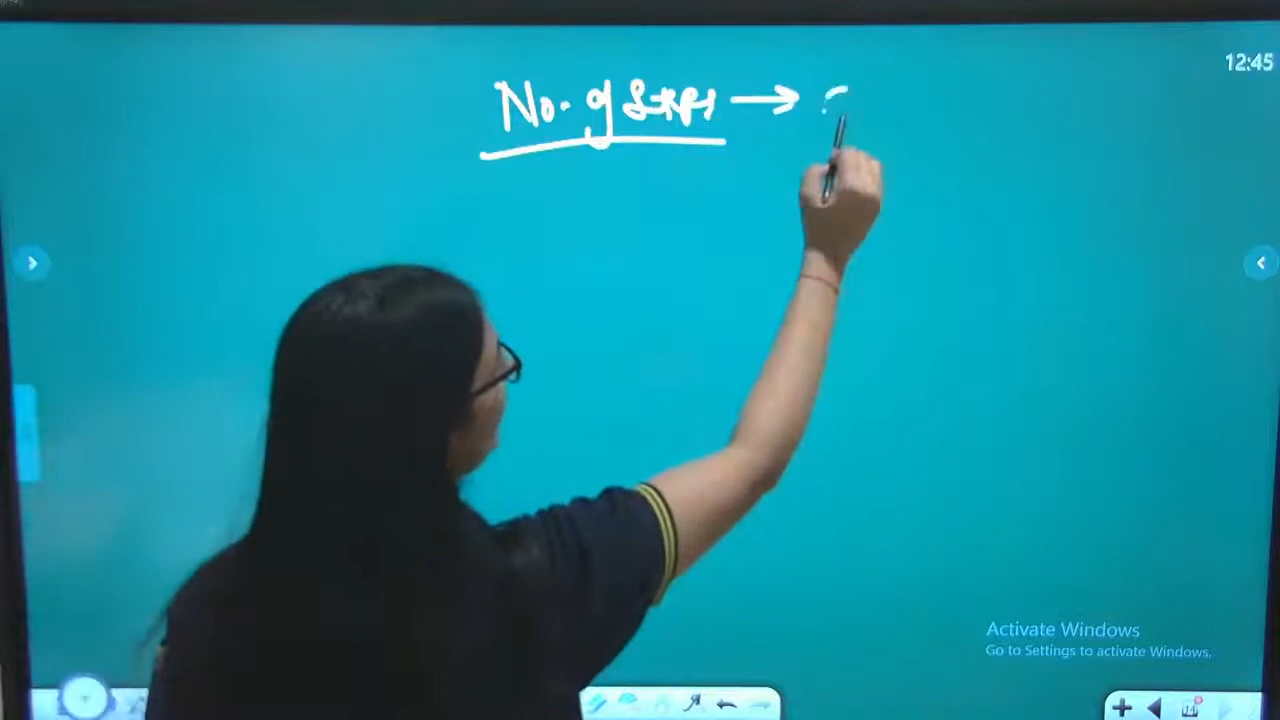 12:45
No. of Steps →
Activate Windows
Go to Settings to activate Windows.